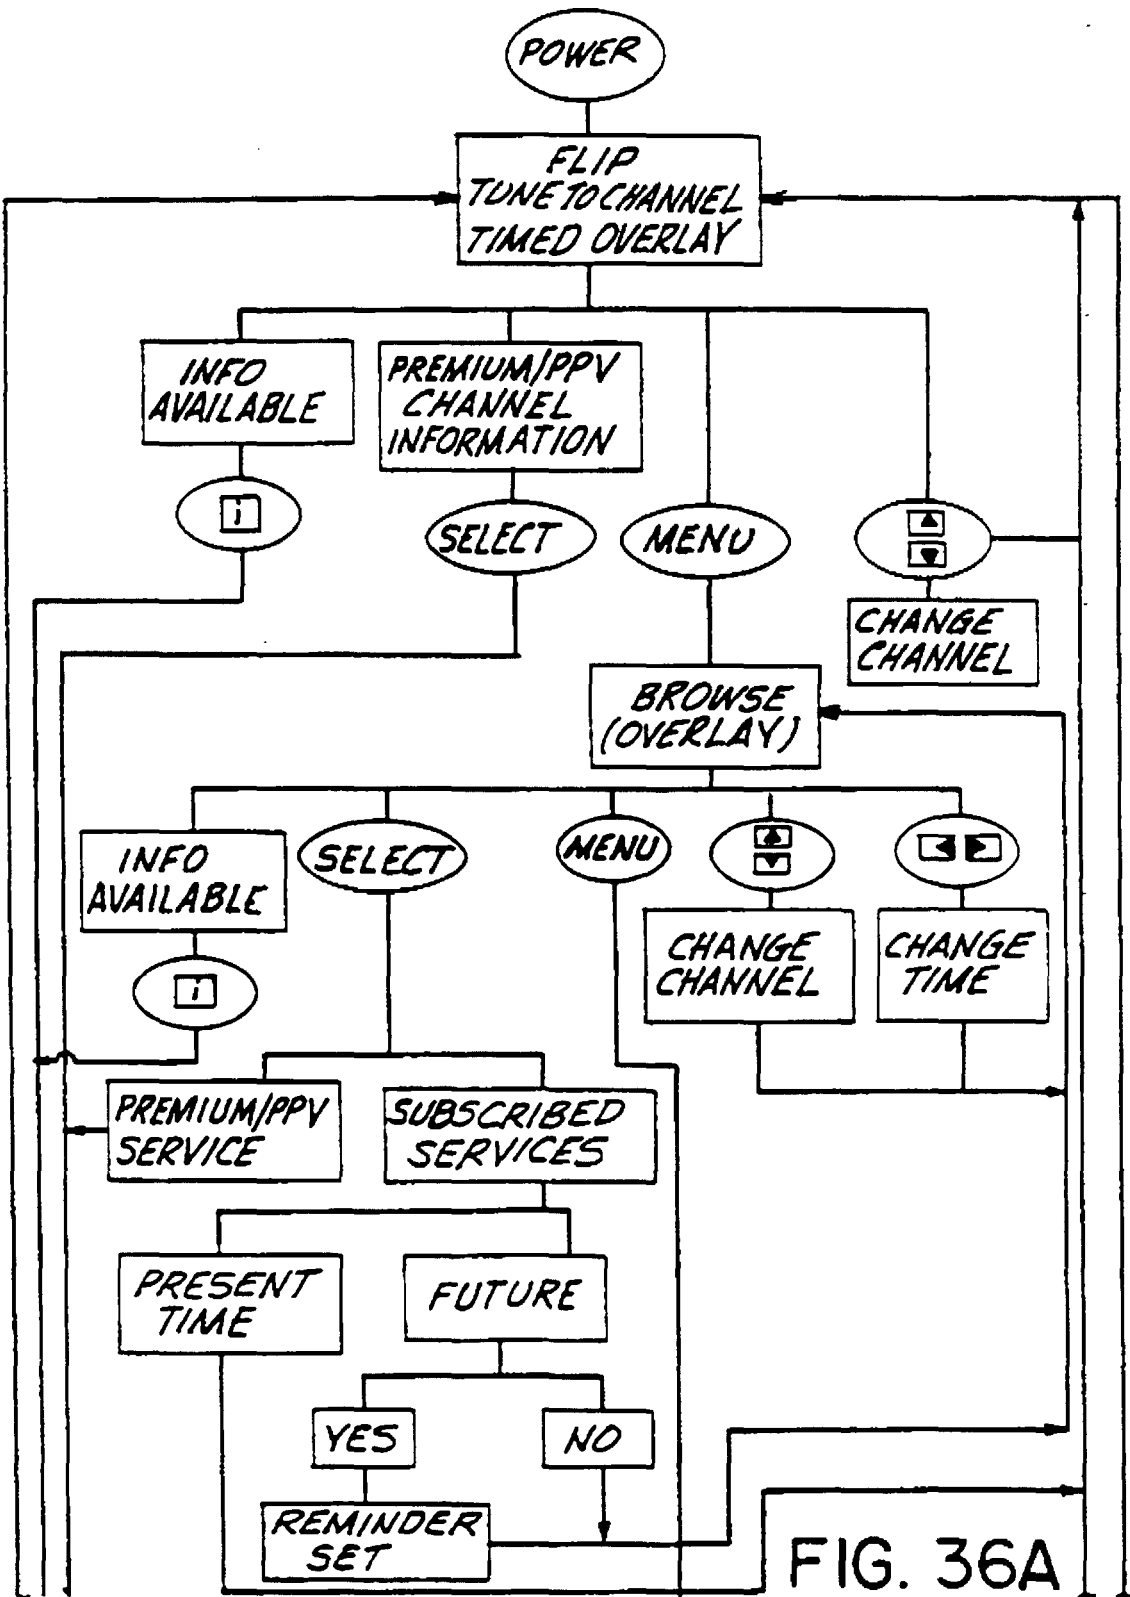 POWER
FLIP
TUNE TO CHANNEL
TIMED OVERLAY
INFO
AVAILABLE
PREMIUM/PPV
CHANNEL
INFORMATION
i
SELECT
MENU
CHANGE
CHANNEL
BROWSE
(OVERLAY)
INFO
AVAILABLE
SELECT
MENU
CHANGE
CHANNEL
CHANGE
TIME
i
PREMIUM/PPV
SERVICE
SUBSCRIBED
SERVICES
PRESENT
TIME
FUTURE
YES
NO
REMINDER
SET
FIG. 36A